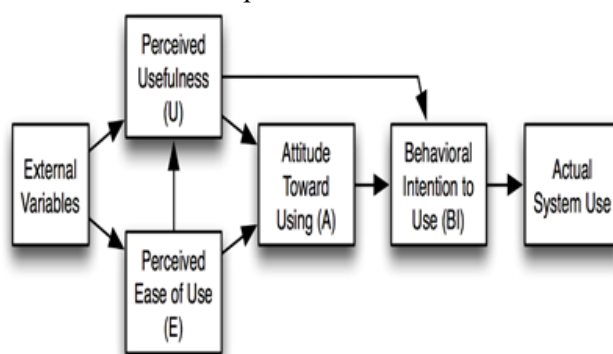 Perceived
Usefulness
(U)
External
Variables
Perceived
Ease of Use
(E)
Attitude
Toward
Using (A)
Behavioral
Intention to
Use (BI)
Actual
System Use